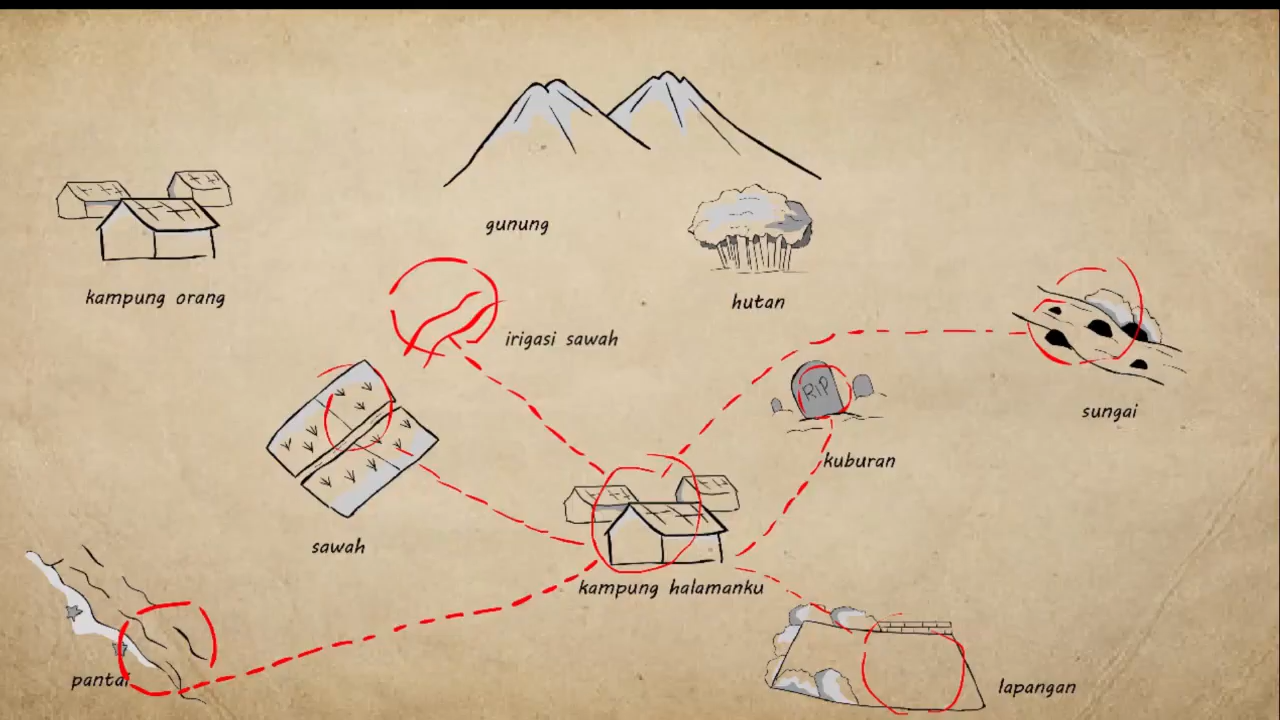 gunung
kampung orang
hutan
irigasi sawah
RIP
sungai
kuburan
sawah
kampung halamanku
pantai
lapangan